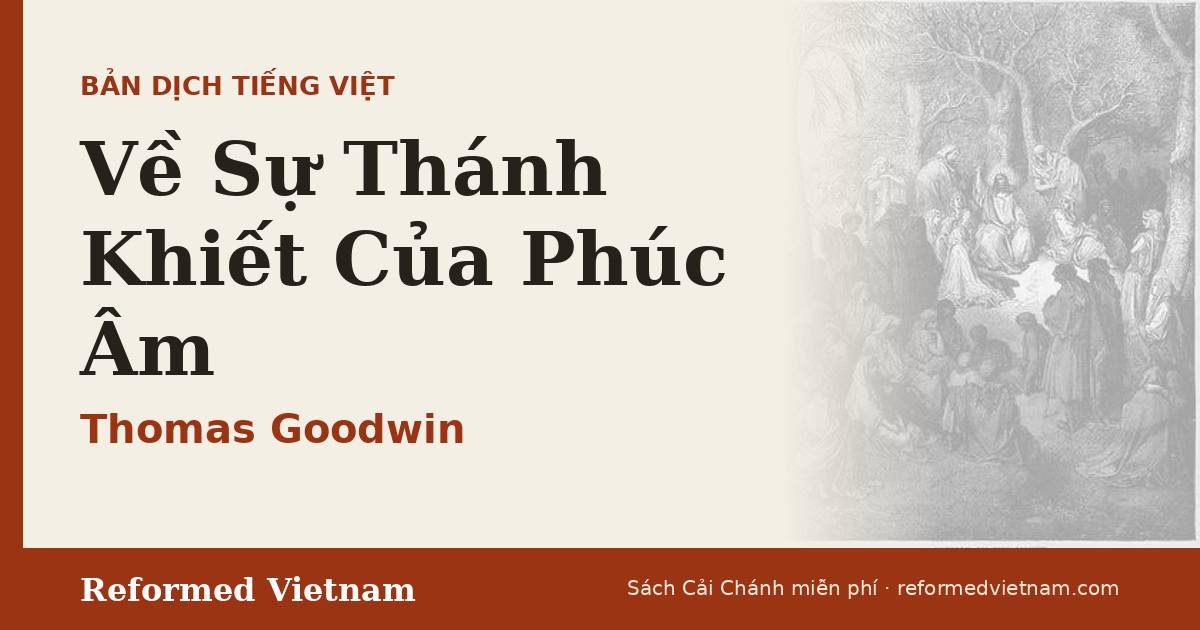 BẢN DỊCH TIẾNG VIỆT
Về Sự Thánh
Khiết Của Phúc
Âm
Thomas Goodwin
Reformed Vietnam
Sách Cải Chánh miễn phí · reformedvietnam.com